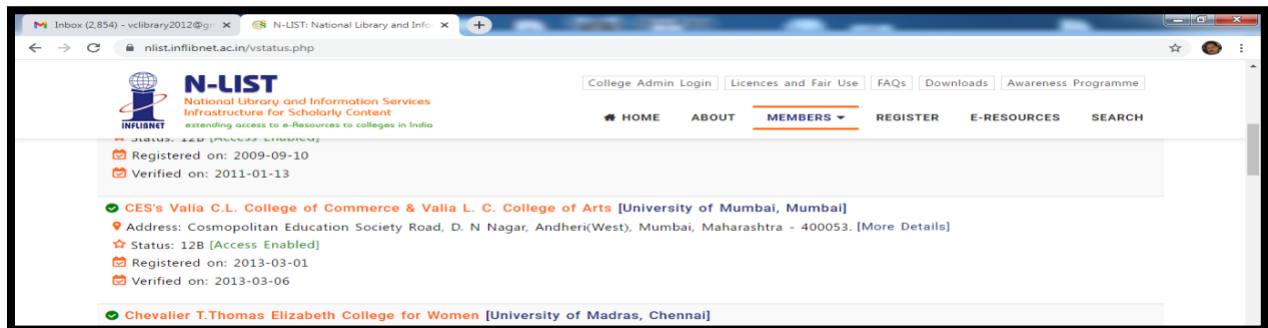 Inbox (2,854) - vclibrary2012@gm
N-LIST: National Library and Info
nlist.inflibnet.ac.in/vstatus.php
INFLIBNET
N-LIST
National Library and Information Services
Infrastructure for Scholarly Content
extending access to e-Resources to colleges in India
College Admin Login Licences and Fair Use FAQs Downloads Awareness Programme
HOME ABOUT MEMBERS REGISTER E-RESOURCES SEARCH
Status: 12B [Access Enabled]
Registered on: 2009-09-10
Verified on: 2011-01-13
CES's Valia C.L. College of Commerce & Valia L. C. College of Arts [University of Mumbai, Mumbai]
Address: Cosmopolitan Education Society Road, D. N Nagar, Andheri(West), Mumbai, Maharashtra - 400053. [More Details]
Status: 12B [Access Enabled]
Registered on: 2013-03-01
Verified on: 2013-03-06
Chevalier T.Thomas Elizabeth College for Women [University of Madras, Chennai]